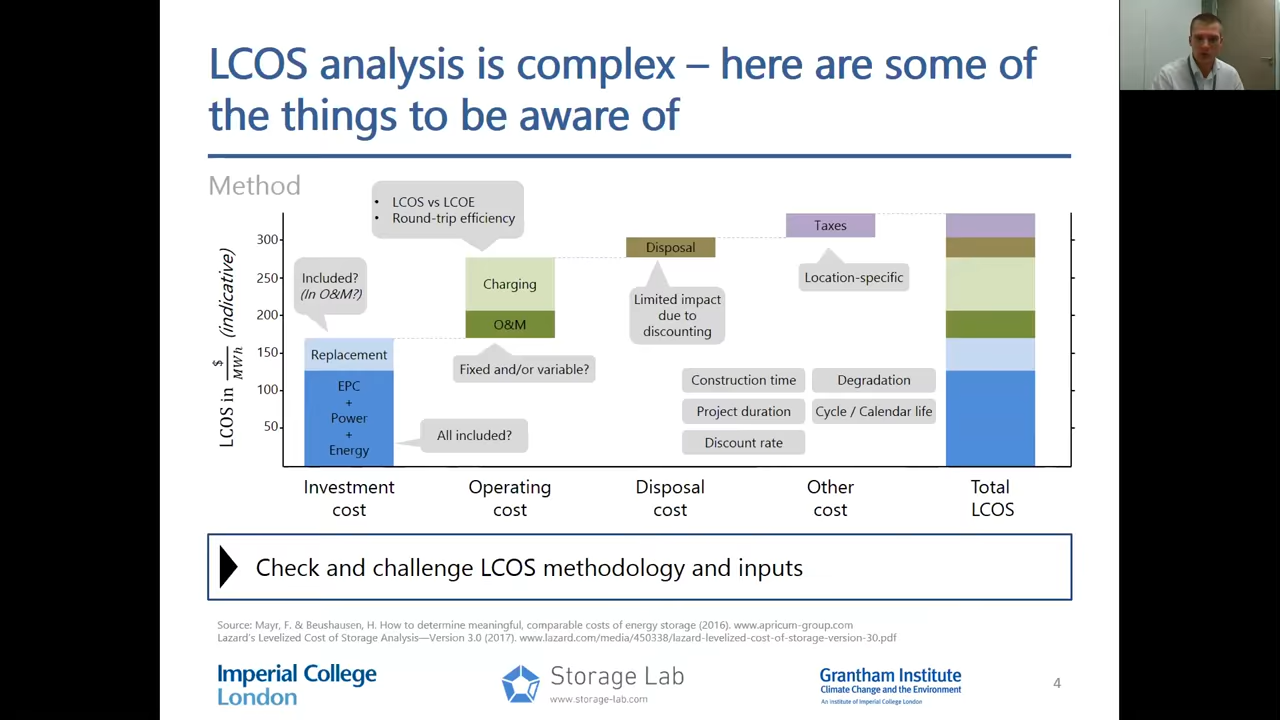 LCOS analysis is complex – here are some of
the things to be aware of
Method
• LCOS vs LCOE
• Round-trip efficiency
LCOS in $/MWh (indicative)
300
250
200
150
100
50
Included?
(In O&M?)
Replacement
EPC
+
Power
+
Energy
All included?
Charging
O&M
Fixed and/or variable?
Disposal
Limited impact
due to
discounting
Taxes
Location-specific
Construction time
Degradation
Project duration
Cycle / Calendar life
Discount rate
Investment
cost
Operating
cost
Disposal
cost
Other
cost
Total
LCOS
Check and challenge LCOS methodology and inputs
Source: Mayr, F. & Beushausen, H. How to determine meaningful, comparable costs of energy storage (2016). www.apricum-group.com
Lazard's Levelized Cost of Storage Analysis—Version 3.0 (2017). www.lazard.com/media/450338/lazard-levelized-cost-of-storage-version-30.pdf
Imperial College
London
Storage Lab
www.storage-lab.com
Grantham Institute
Climate Change and the Environment
An institute of Imperial College London
4